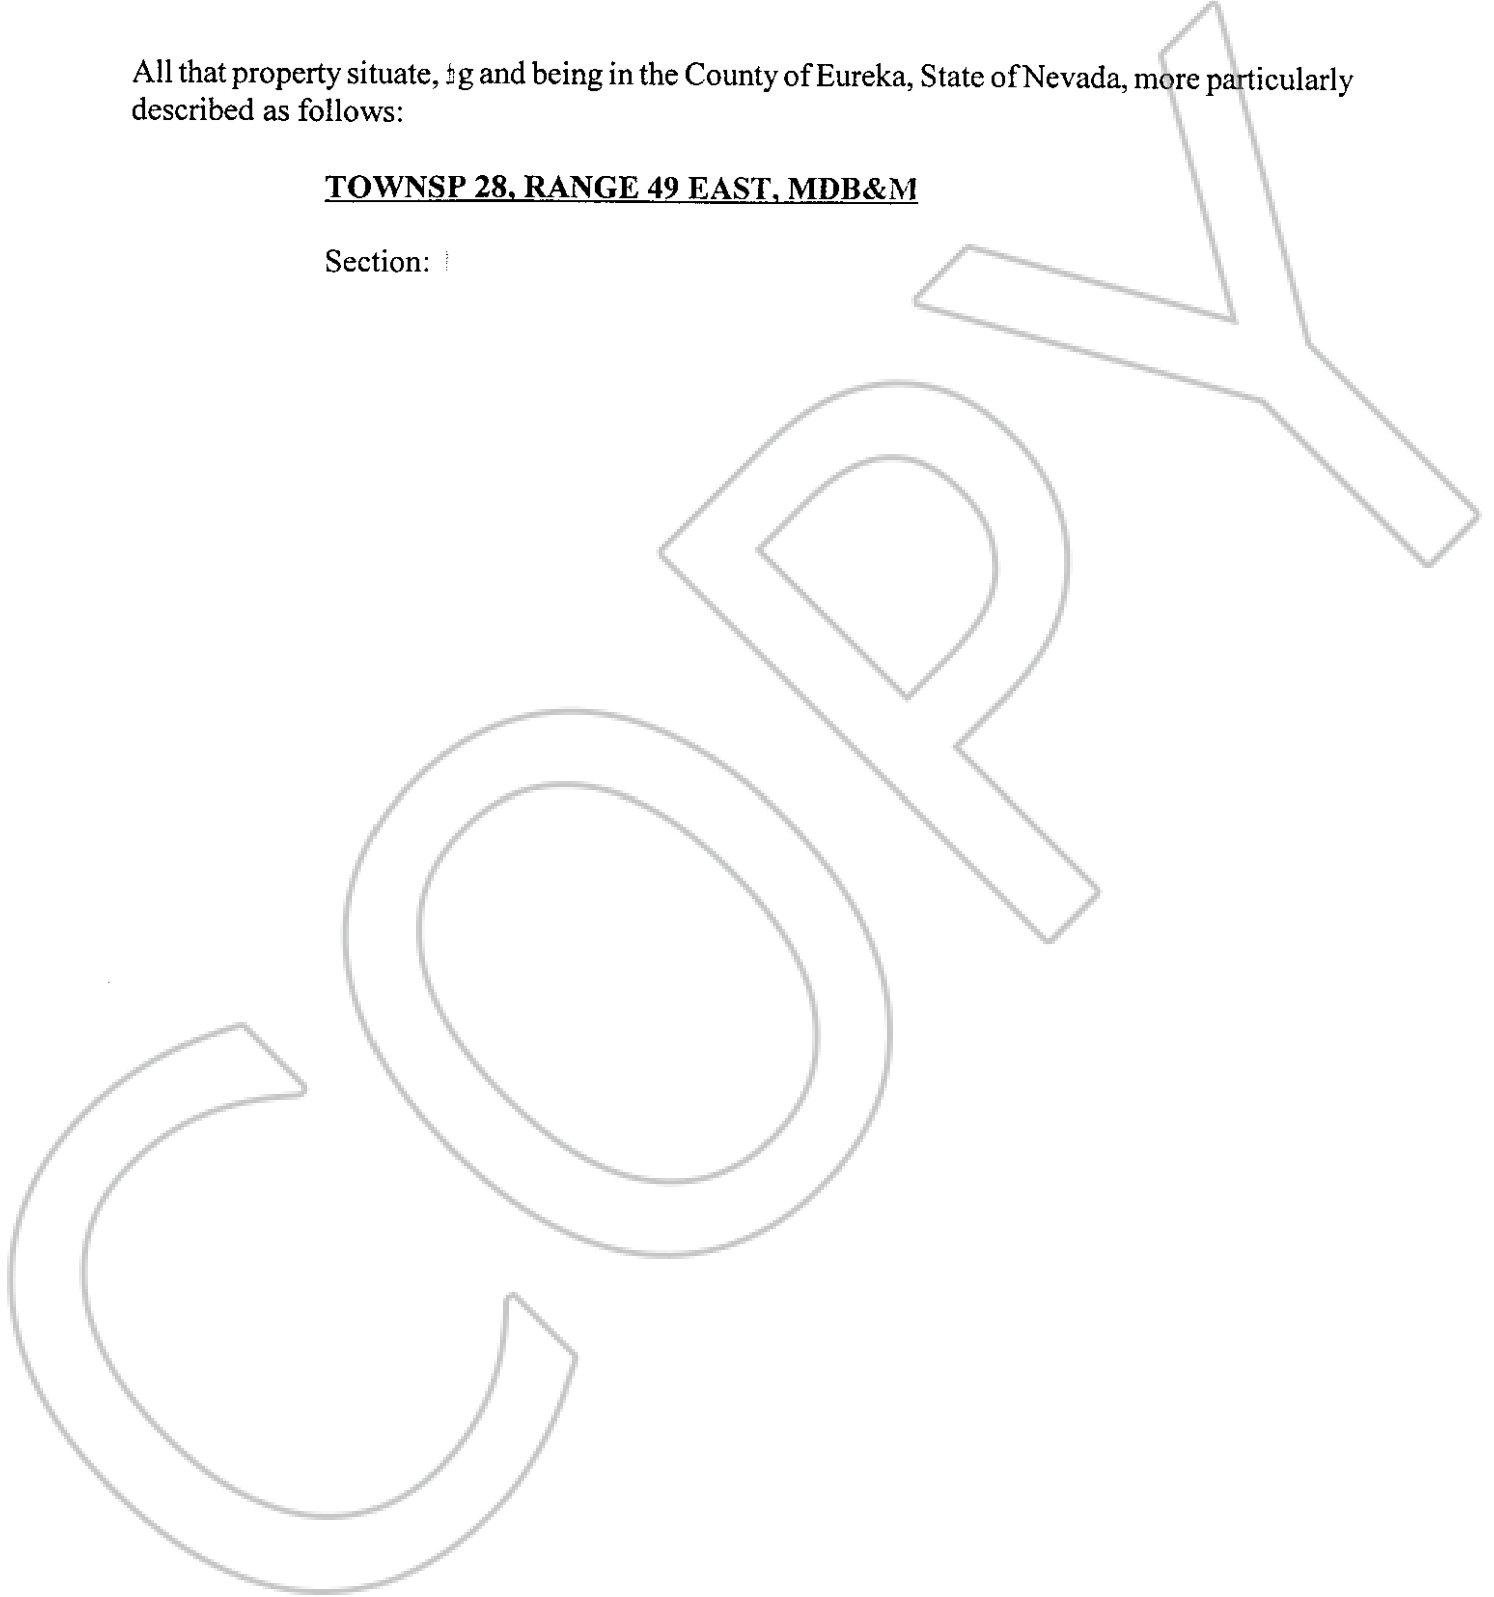 All that property situate, g and being in the County of Eureka, State of Nevada, more particularly
described as follows:
TOWNSP 28, RANGE 49 EAST, MDB&M
Section:
COPY